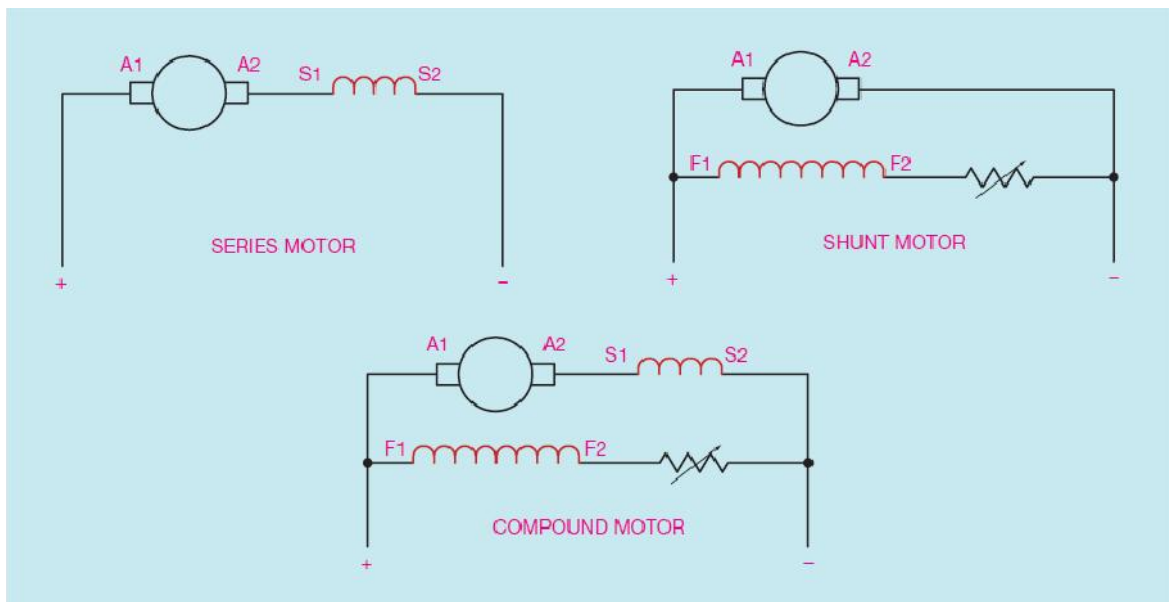 A1 A2 S1 S2
SERIES MOTOR
+ −
A1 A2
F1 F2
SHUNT MOTOR
+ −
A1 A2 S1 S2
F1 F2
COMPOUND MOTOR
+ −